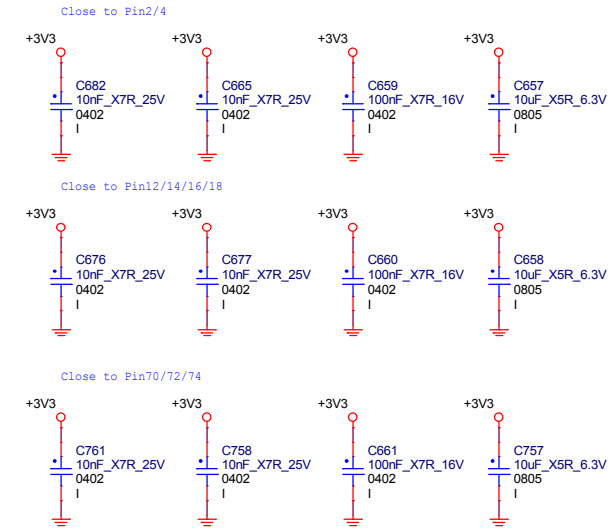 Close to Pin2/4
+3V3 +3V3 +3V3 +3V3
C682 C665 C659 C657
10nF_X7R_25V 10nF_X7R_25V 100nF_X7R_16V 10uF_X5R_6.3V
0402 0402 0402 0805
I I I I
Close to Pin12/14/16/18
+3V3 +3V3 +3V3 +3V3
C676 C677 C660 C658
10nF_X7R_25V 10nF_X7R_25V 100nF_X7R_16V 10uF_X5R_6.3V
0402 0402 0402 0805
I I I I
Close to Pin70/72/74
+3V3 +3V3 +3V3 +3V3
C761 C758 C661 C757
10nF_X7R_25V 10nF_X7R_25V 100nF_X7R_16V 10uF_X5R_6.3V
0402 0402 0402 0805
I I I I